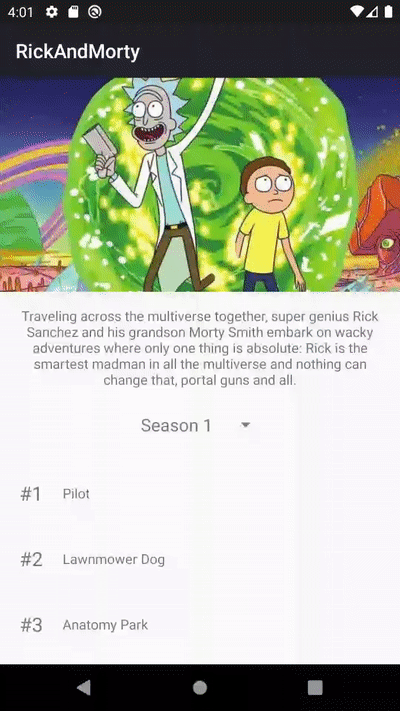 4:01
RickAndMorty
Traveling across the multiverse together, super genius Rick
Sanchez and his grandson Morty Smith embark on wacky
adventures where only one thing is absolute: Rick is the
smartest madman in all the multiverse and nothing can
change that, portal guns and all.
Season 1
#1 Pilot
#2 Lawnmower Dog
#3 Anatomy Park